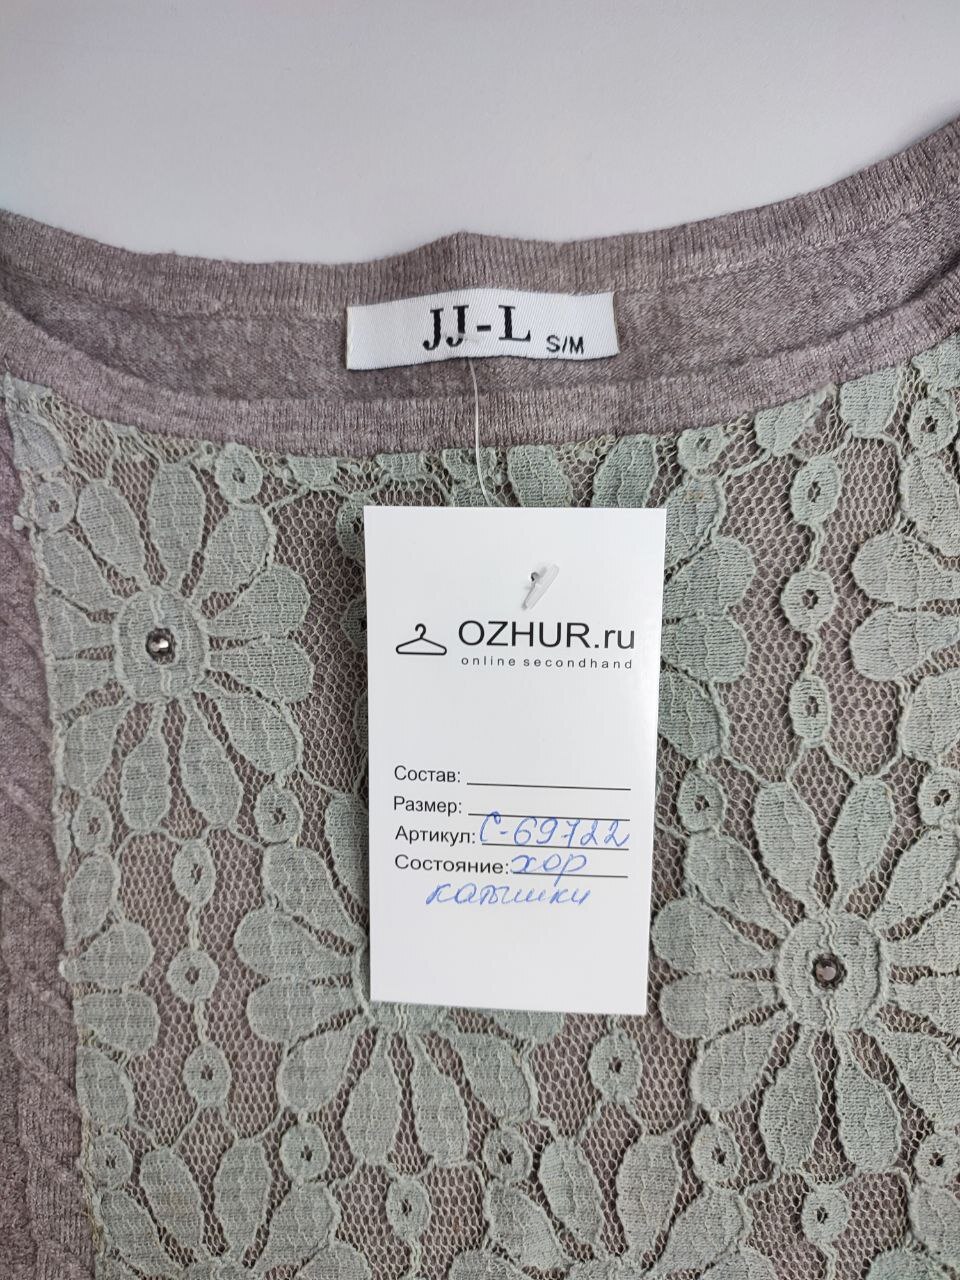 JJ-L
S/M
OZHUR.ru
online secondhand
Состав:
Размер:
Артикул: С-69722
Состояние: хор
катышки